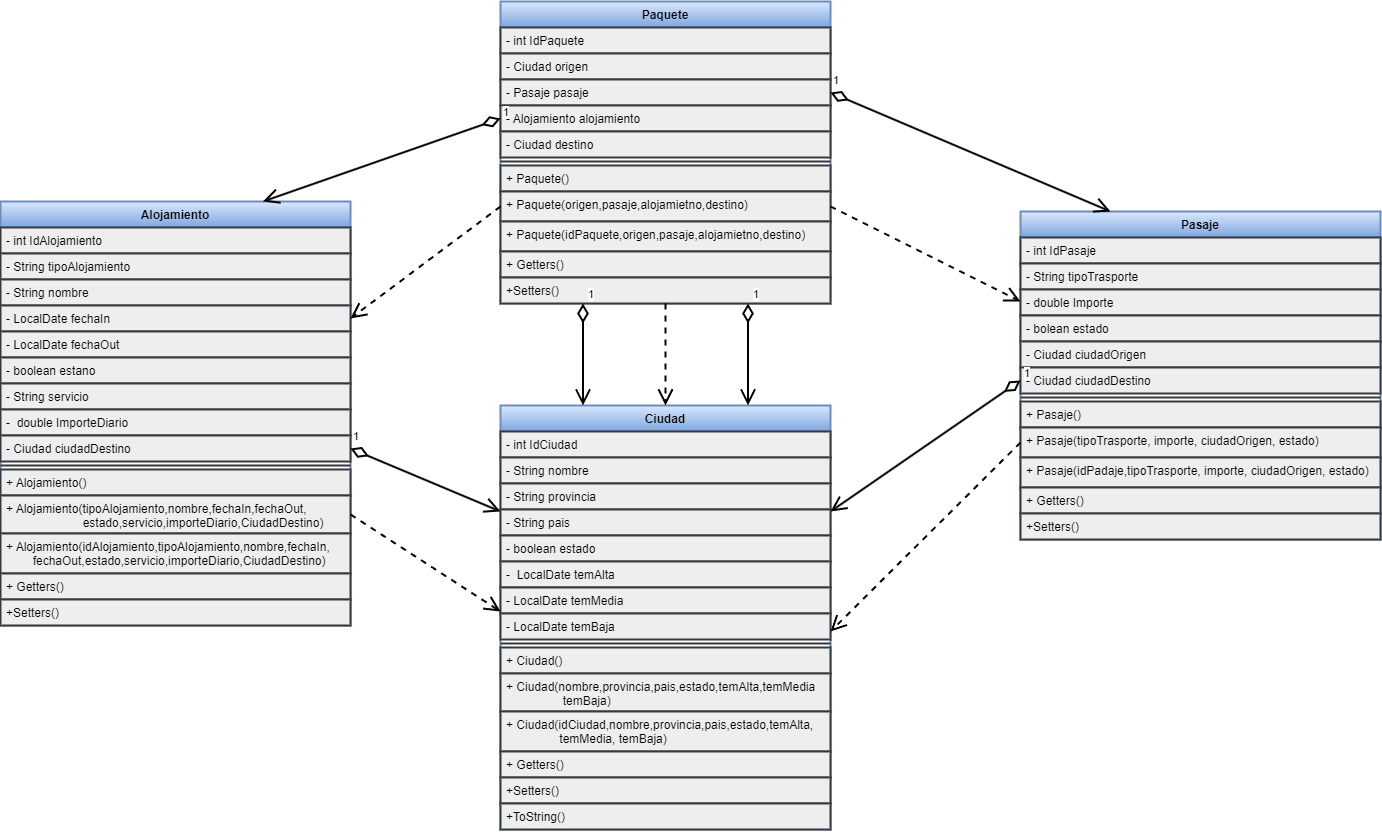 Paquete
- int IdPaquete
- Ciudad origen
- Pasaje pasaje
- Alojamiento alojamiento
- Ciudad destino
+ Paquete()
+ Paquete(origen,pasaje,alojamietno,destino)
+ Paquete(idPaquete,origen,pasaje,alojamietno,destino)
+ Getters()
+Setters()
1
1
1
1
Alojamiento
- int IdAlojamiento
- String tipoAlojamiento
- String nombre
- LocalDate fechaIn
- LocalDate fechaOut
- boolean estano
- String servicio
- double ImporteDiario
- Ciudad ciudadDestino
+ Alojamiento()
+ Alojamiento(tipoAlojamiento,nombre,fechaIn,fechaOut,
estado,servicio,importeDiario,CiudadDestino)
+ Alojamiento(idAlojamiento,tipoAlojamiento,nombre,fechaIn,
fechaOut,estado,servicio,importeDiario,CiudadDestino)
+ Getters()
+Setters()
1
Pasaje
- int IdPasaje
- String tipoTrasporte
- double Importe
- bolean estado
- Ciudad ciudadOrigen
- Ciudad ciudadDestino
+ Pasaje()
+ Pasaje(tipoTrasporte, importe, ciudadOrigen, estado)
+ Pasaje(idPadaje,tipoTrasporte, importe, ciudadOrigen, estado)
+ Getters()
+Setters()
1
Ciudad
- int IdCiudad
- String nombre
- String provincia
- String pais
- boolean estado
- LocalDate temAlta
- LocalDate temMedia
- LocalDate temBaja
+ Ciudad()
+ Ciudad(nombre,provincia,pais,estado,temAlta,temMedia
temBaja)
+ Ciudad(idCiudad,nombre,provincia,pais,estado,temAlta,
temMedia, temBaja)
+ Getters()
+Setters()
+ToString()